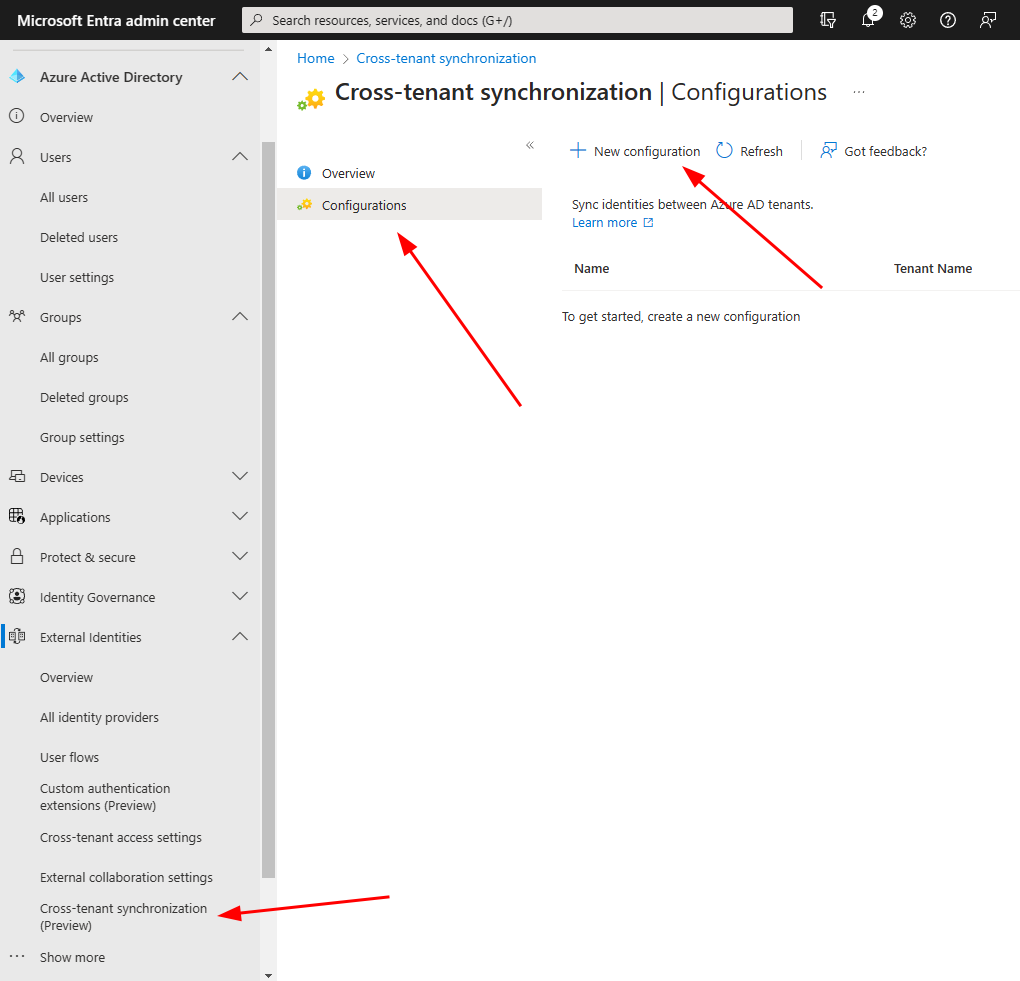 Microsoft Entra admin center
Search resources, services, and docs (G+/)
2
Azure Active Directory
Overview
Users
All users
Deleted users
User settings
Groups
All groups
Deleted groups
Group settings
Devices
Applications
Protect & secure
Identity Governance
External Identities
Overview
All identity providers
User flows
Custom authentication
extensions (Preview)
Cross-tenant access settings
External collaboration settings
Cross-tenant synchronization
(Preview)
Show more
Home > Cross-tenant synchronization
Cross-tenant synchronization | Configurations
Overview
Configurations
New configuration Refresh Got feedback?
Sync identities between Azure AD tenants.
Learn more
Name Tenant Name
To get started, create a new configuration